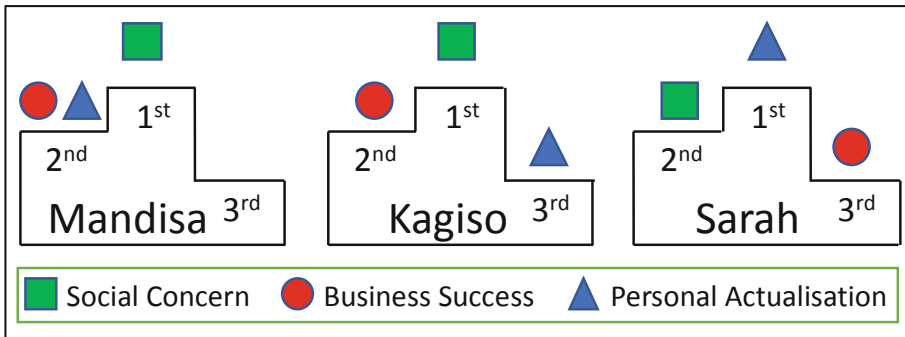 1st
2nd
Mandisa 3rd
1st
2nd
Kagiso 3rd
1st
2nd
Sarah 3rd
Social Concern
Business Success
Personal Actualisation